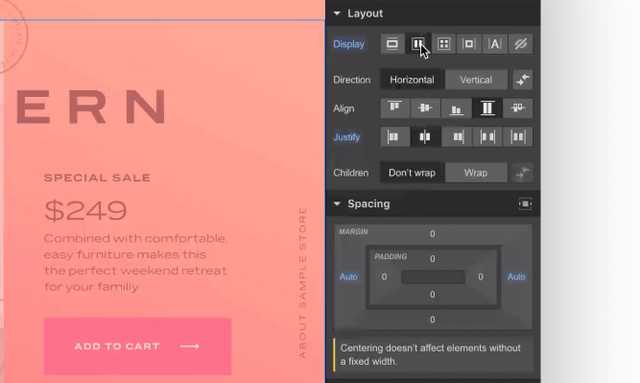 ERN
SPECIAL SALE
$249
Combined with comfortable,
easy furniture makes this
the perfect weekend retreat
for your familly
ADD TO CART
ABOUT SAMPLE STORE
Layout
Display
A
Direction Horizontal Vertical
Align
Justify
Children Don't wrap Wrap
Spacing
MARGIN 0
PADDING 0
Auto 0 0 Auto
0
0
Centering doesn't affect elements without
a fixed width.